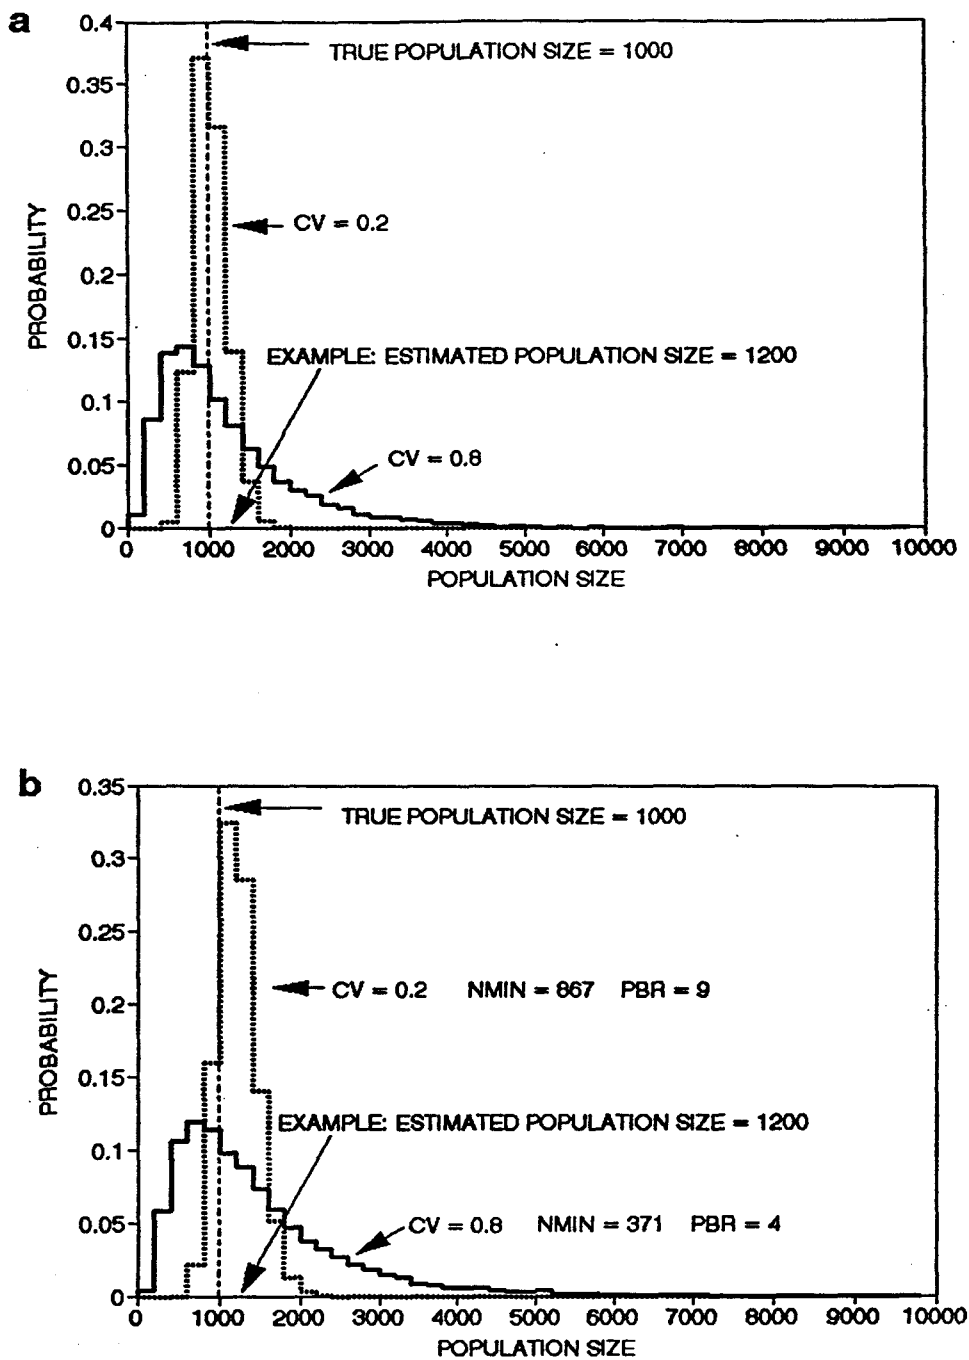 a
0.4
TRUE POPULATION SIZE = 1000
0.35
0.3
0.25
CV = 0.2
0.2
PROBABILITY
0.15
EXAMPLE: ESTIMATED POPULATION SIZE = 1200
0.1
0.05
CV = 0.8
0
0 1000 2000 3000 4000 5000 6000 7000 8000 9000 10000
POPULATION SIZE
b
0.35
TRUE POPULATION SIZE = 1000
0.3
0.25
CV = 0.2 NMIN = 867 PBR = 9
0.2
PROBABILITY
0.15
EXAMPLE: ESTIMATED POPULATION SIZE = 1200
0.1
0.05
CV = 0.8 NMIN = 371 PBR = 4
0
0 1000 2000 3000 4000 5000 6000 7000 8000 9000 10000
POPULATION SIZE